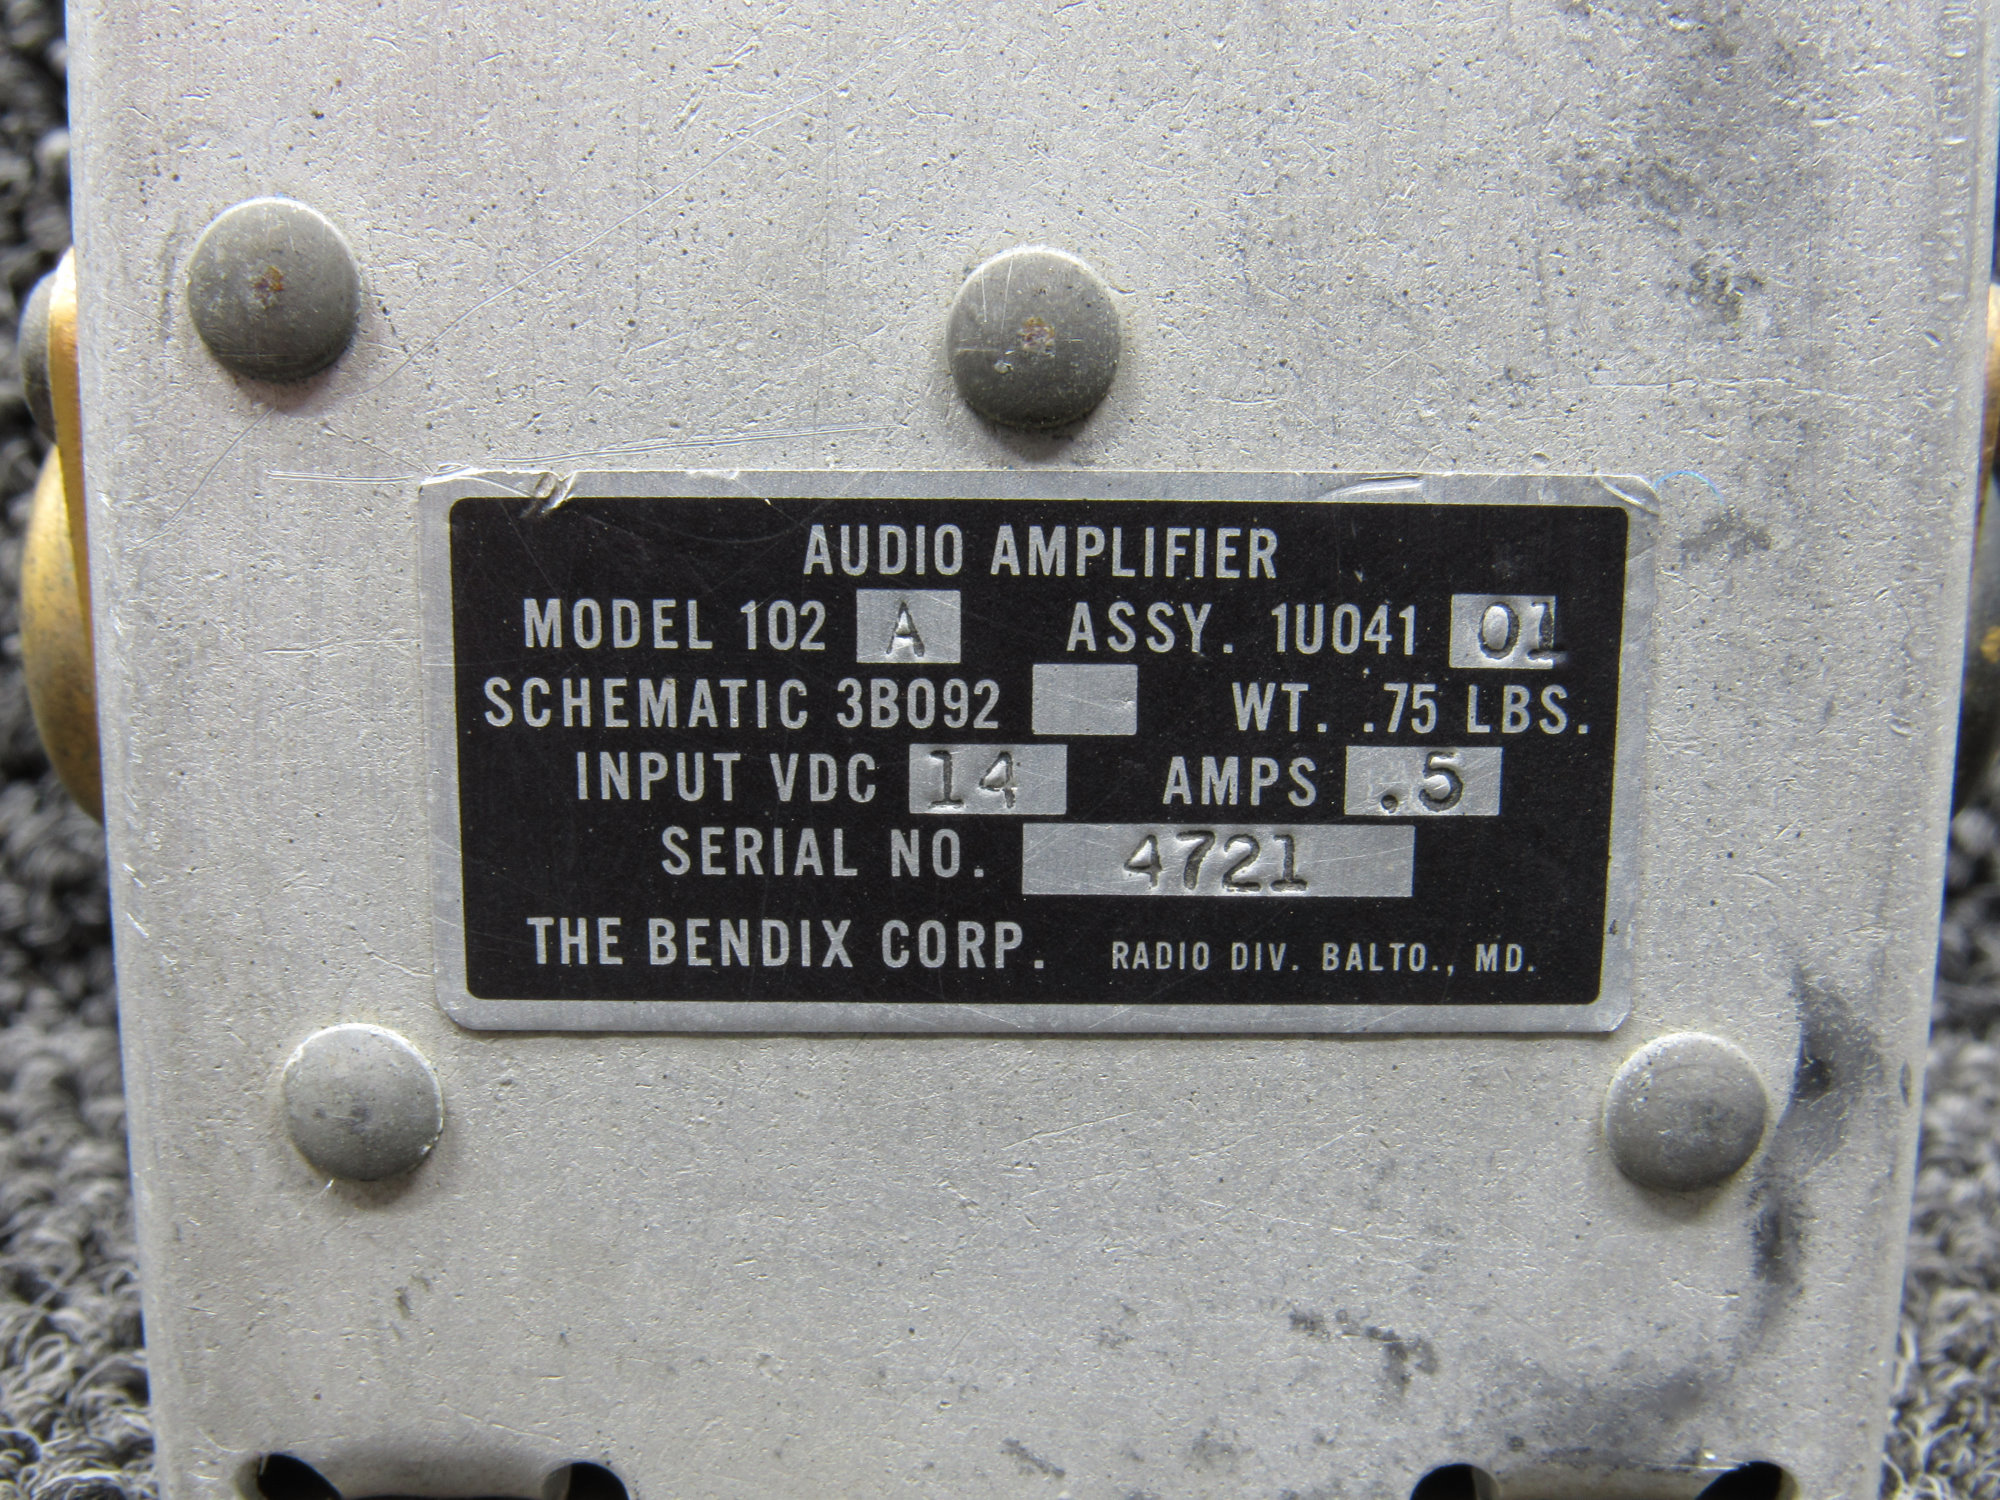 AUDIO AMPLIFIER
MODEL 102 A ASSY. 1U041 01
SCHEMATIC 3B092 WT. .75 LBS.
INPUT VDC 14 AMPS .5
SERIAL NO. 4721
THE BENDIX CORP. RADIO DIV. BALTO., MD.